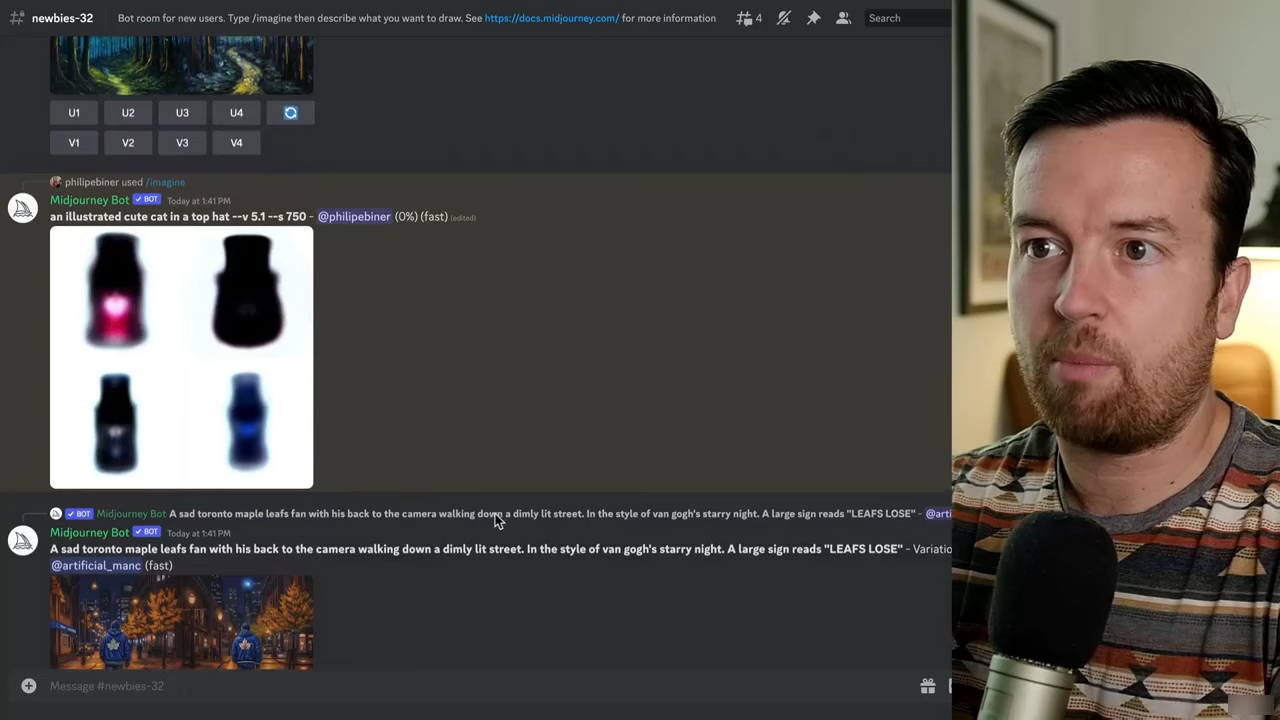 newbies-32
Bot room for new users. Type /imagine then describe what you want to draw. See https://docs.midjourney.com/ for more information
4
Search
U1 U2 U3 U4
V1 V2 V3 V4
philipebiner used /imagine
Midjourney Bot ✓ BOT Today at 1:41 PM
an illustrated cute cat in a top hat --v 5.1 --s 750 - @philipebiner (0%) (fast) (edited)
✓ BOT Midjourney Bot A sad toronto maple leafs fan with his back to the camera walking down a dimly lit street. In the style of van gogh's starry night. A large sign reads "LEAFS LOSE" - @arti
Midjourney Bot ✓ BOT Today at 1:41 PM
A sad toronto maple leafs fan with his back to the camera walking down a dimly lit street. In the style of van gogh's starry night. A large sign reads "LEAFS LOSE" - Variatio
@artificial_manc (fast)
Message #newbies-32